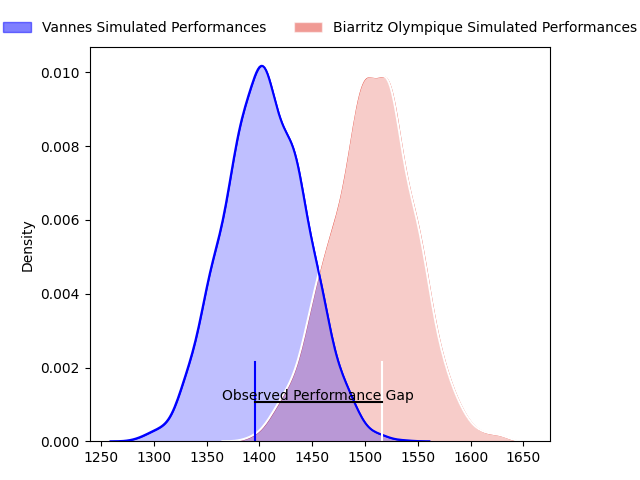 Vannes Simulated Performances
Biarritz Olympique Simulated Performances
0.010
0.008
0.006
0.004
0.002
0.000
Density
Observed Performance Gap
1250 1300 1350 1400 1450 1500 1550 1600 1650